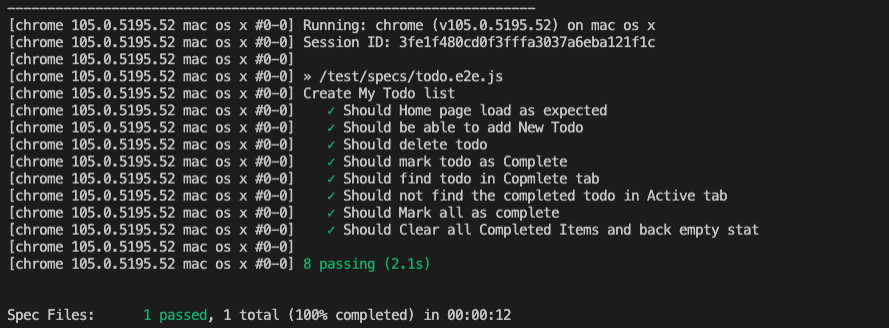 [chrome 105.0.5195.52 mac os x #0-0] Running: chrome (v105.0.5195.52) on mac os x
[chrome 105.0.5195.52 mac os x #0-0] Session ID: 3fe1f480cd0f3fffa3037a6eba121f1c
[chrome 105.0.5195.52 mac os x #0-0]
[chrome 105.0.5195.52 mac os x #0-0] » /test/specs/todo.e2e.js
[chrome 105.0.5195.52 mac os x #0-0] Create My Todo list
[chrome 105.0.5195.52 mac os x #0-0]    ✓ Should Home page load as expected
[chrome 105.0.5195.52 mac os x #0-0]    ✓ Should be able to add New Todo
[chrome 105.0.5195.52 mac os x #0-0]    ✓ Should delete todo
[chrome 105.0.5195.52 mac os x #0-0]    ✓ Should mark todo as Complete
[chrome 105.0.5195.52 mac os x #0-0]    ✓ Should find todo in Copmlete tab
[chrome 105.0.5195.52 mac os x #0-0]    ✓ Should not find the completed todo in Active tab
[chrome 105.0.5195.52 mac os x #0-0]    ✓ Should Mark all as complete
[chrome 105.0.5195.52 mac os x #0-0]    ✓ Should Clear all Completed Items and back empty stat
[chrome 105.0.5195.52 mac os x #0-0]
[chrome 105.0.5195.52 mac os x #0-0] 8 passing (2.1s)
Spec Files:      1 passed, 1 total (100% completed) in 00:00:12